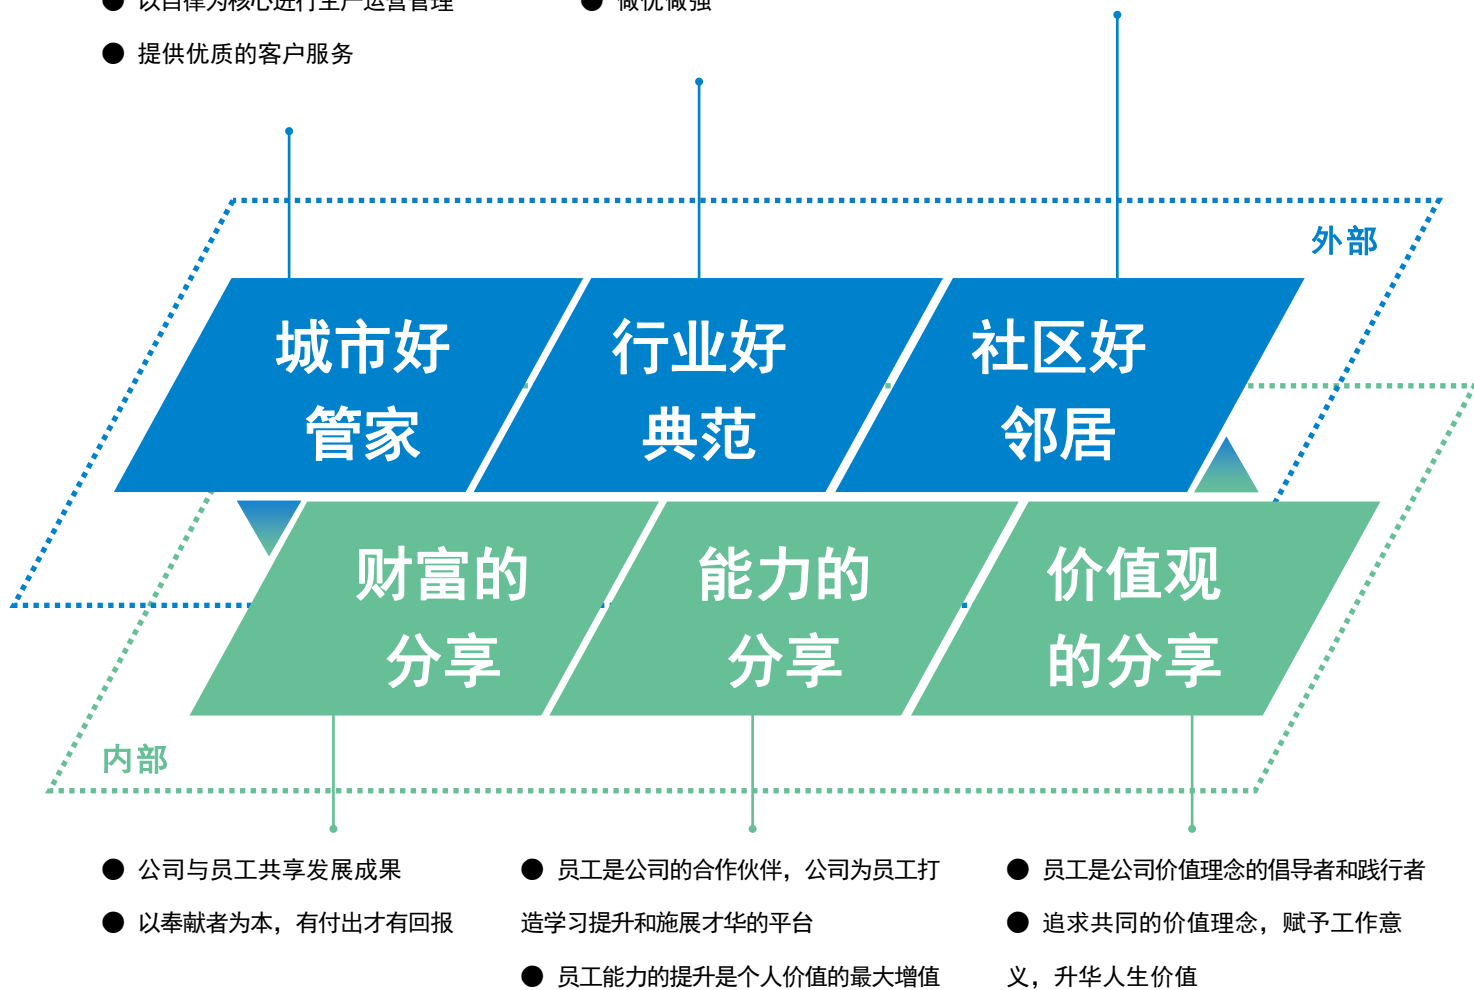 ● 以自律为核心进行生产运营管理
● 做优做强
● 提供优质的客户服务
外部
城市好
管家
行业好
典范
社区好
邻居
财富的
分享
能力的
分享
价值观
的分享
内部
● 公司与员工共享发展成果
● 以奉献者为本，有付出才有回报
● 员工是公司的合作伙伴，公司为员工打
造学习提升和施展才华的平台
● 员工能力的提升是个人价值的最大增值
● 员工是公司价值理念的倡导者和践行者
● 追求共同的价值理念，赋予工作意
义，升华人生价值